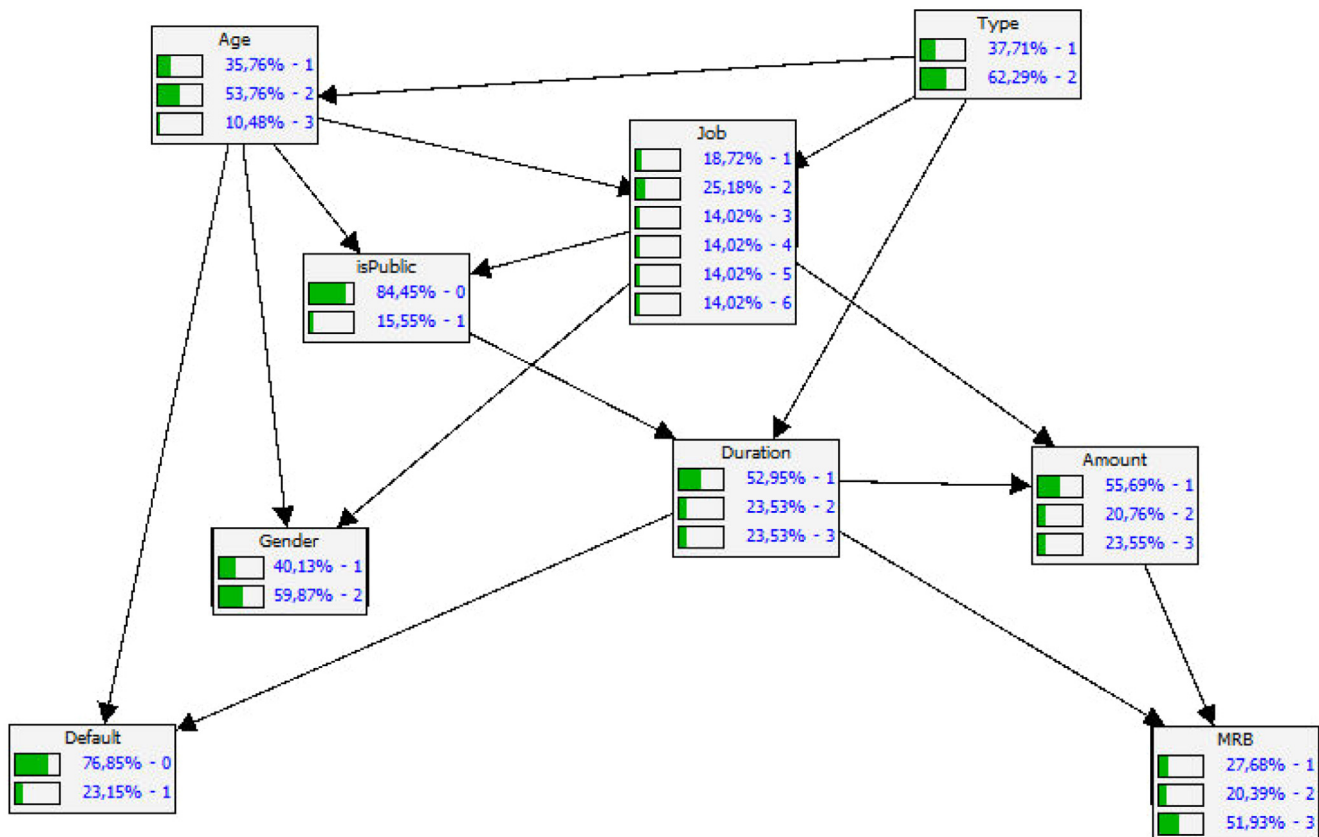 Age
35,76% - 1
53,76% - 2
10,48% - 3
Type
37,71% - 1
62,29% - 2
Job
18,72% - 1
25,18% - 2
14,02% - 3
14,02% - 4
14,02% - 5
14,02% - 6
isPublic
84,45% - 0
15,55% - 1
Duration
52,95% - 1
23,53% - 2
23,53% - 3
Amount
55,69% - 1
20,76% - 2
23,55% - 3
Gender
40,13% - 1
59,87% - 2
Default
76,85% - 0
23,15% - 1
MRB
27,68% - 1
20,39% - 2
51,93% - 3